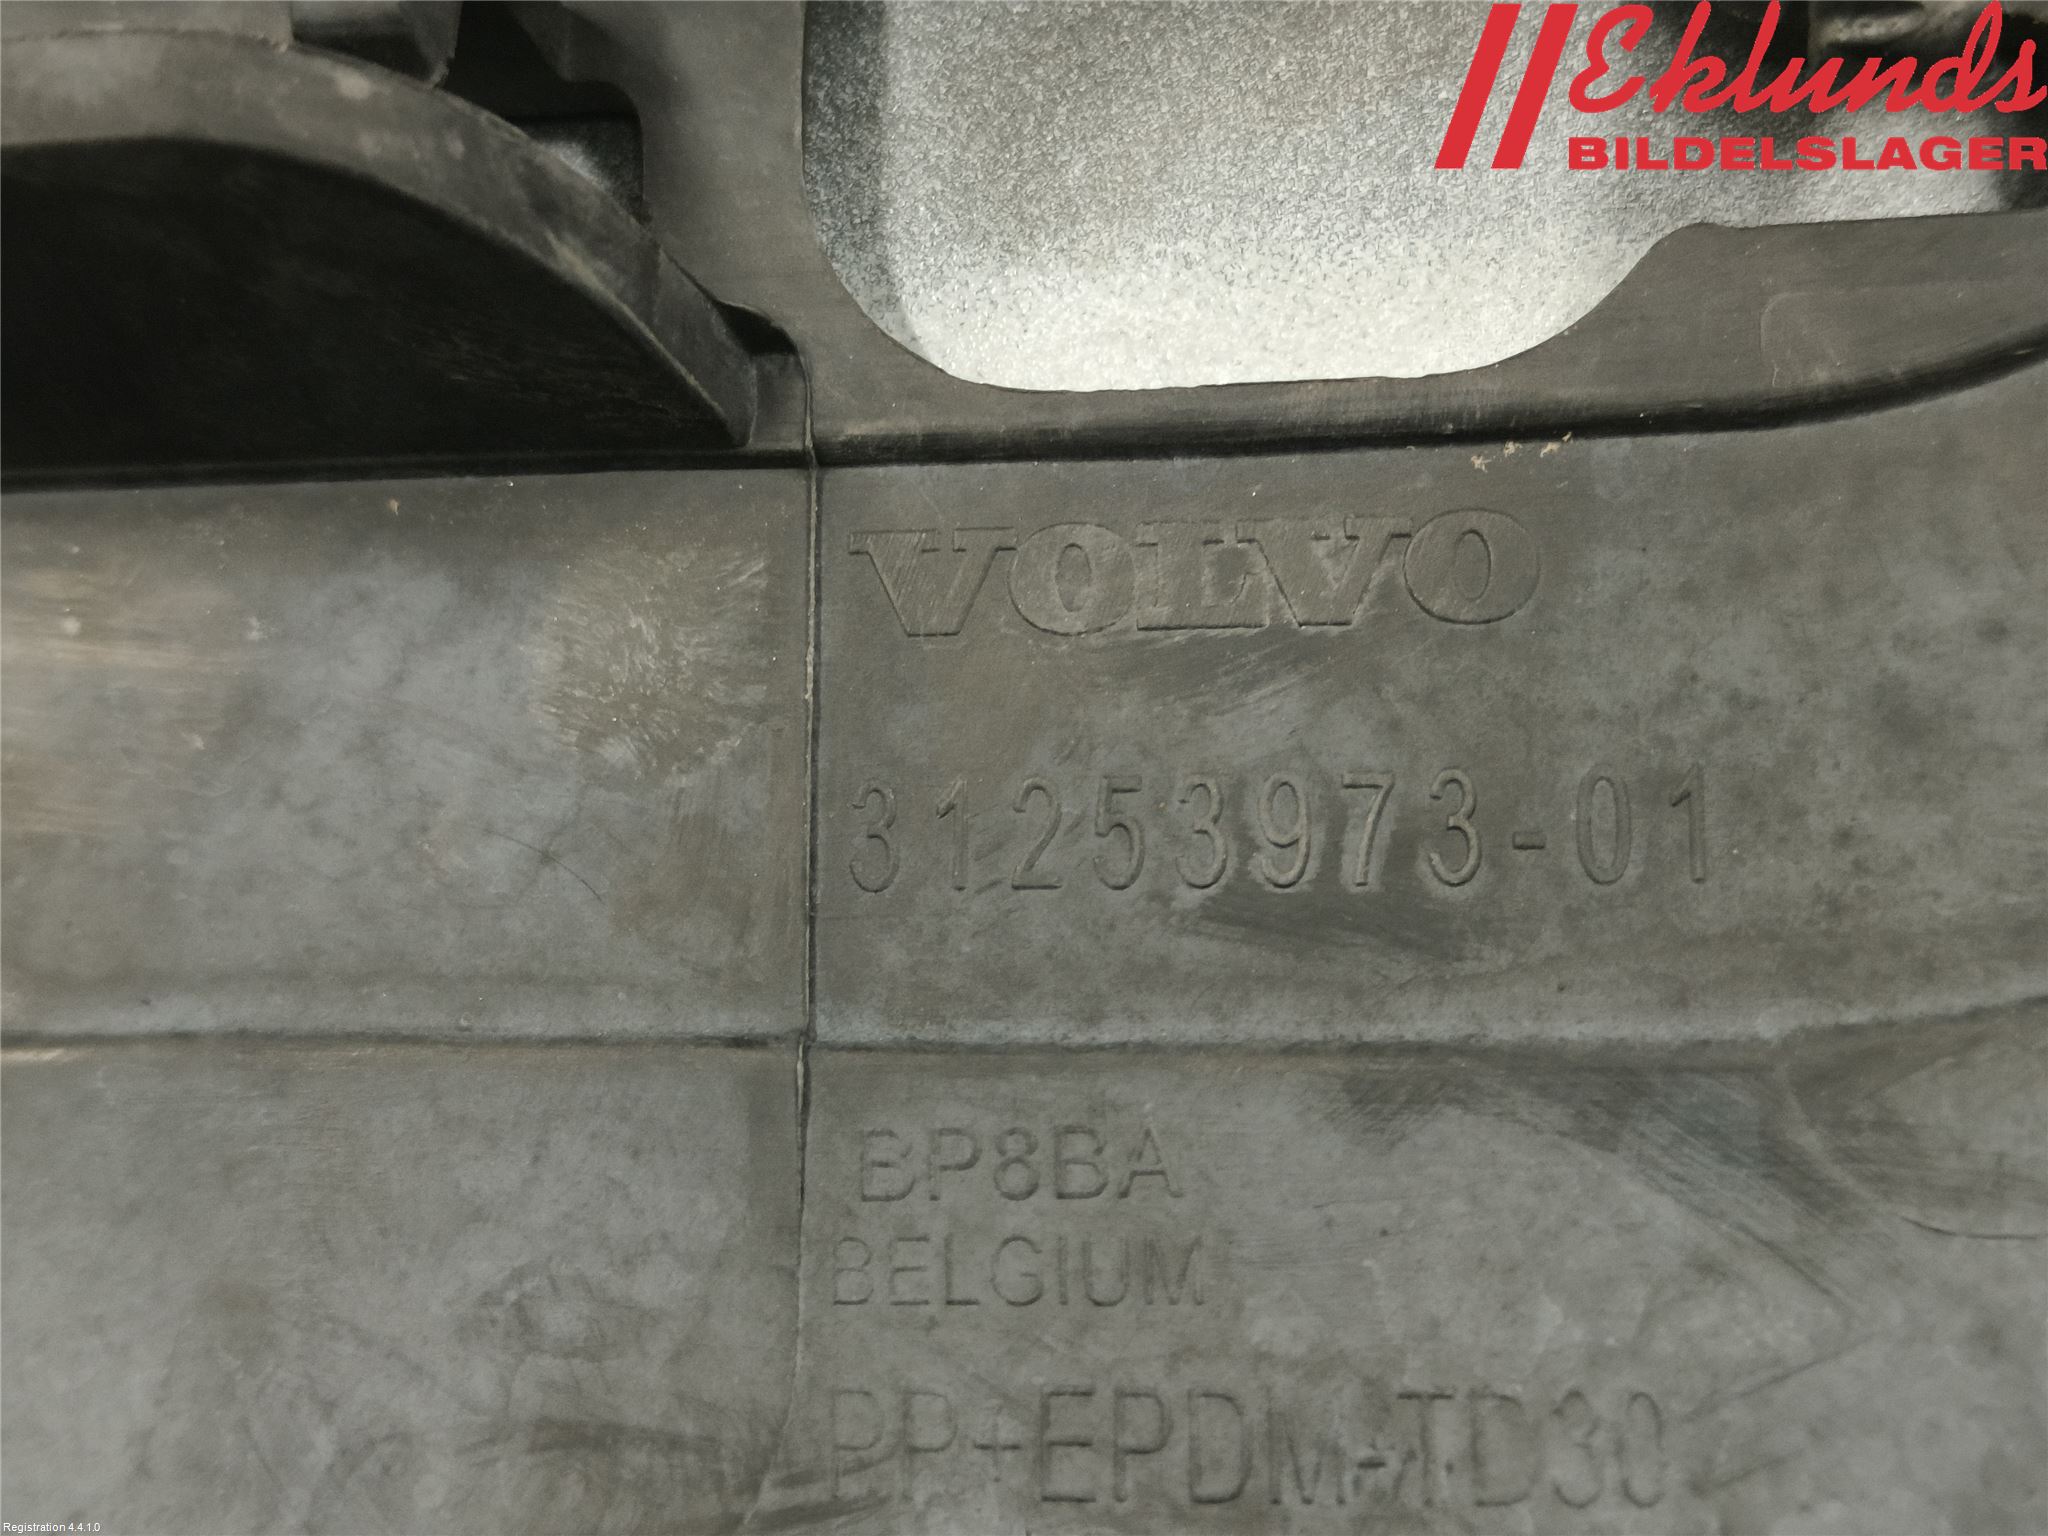 Eklunds
BILDELSLAGER
VOLVO
31253973-01
BP8BA
BELGIUM
PP+EPDM+TD30
Registration 4.4.1.0